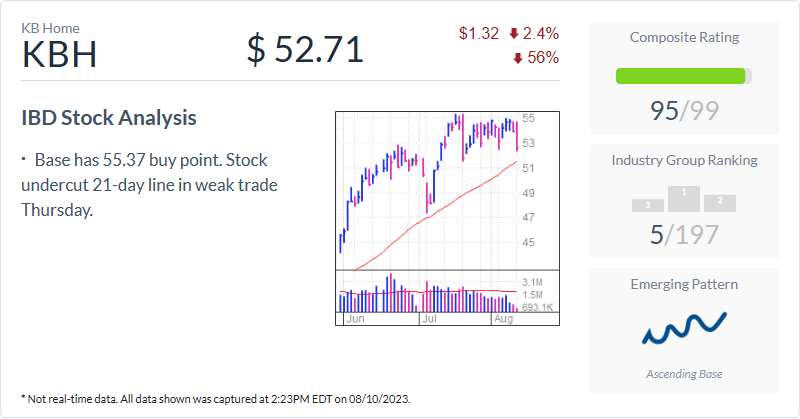 KB Home
KBH
$ 52.71
$1.32 2.4%
56%
IBD Stock Analysis
· Base has 55.37 buy point. Stock
undercut 21-day line in weak trade
Thursday.
55
53
51
49
47
45
3.1M
1.5M
693.1K
Jun Jul Aug
Composite Rating
95/99
Industry Group Ranking
3 1 2
5/197
Emerging Pattern
Ascending Base
* Not real-time data. All data shown was captured at 2:23PM EDT on 08/10/2023.